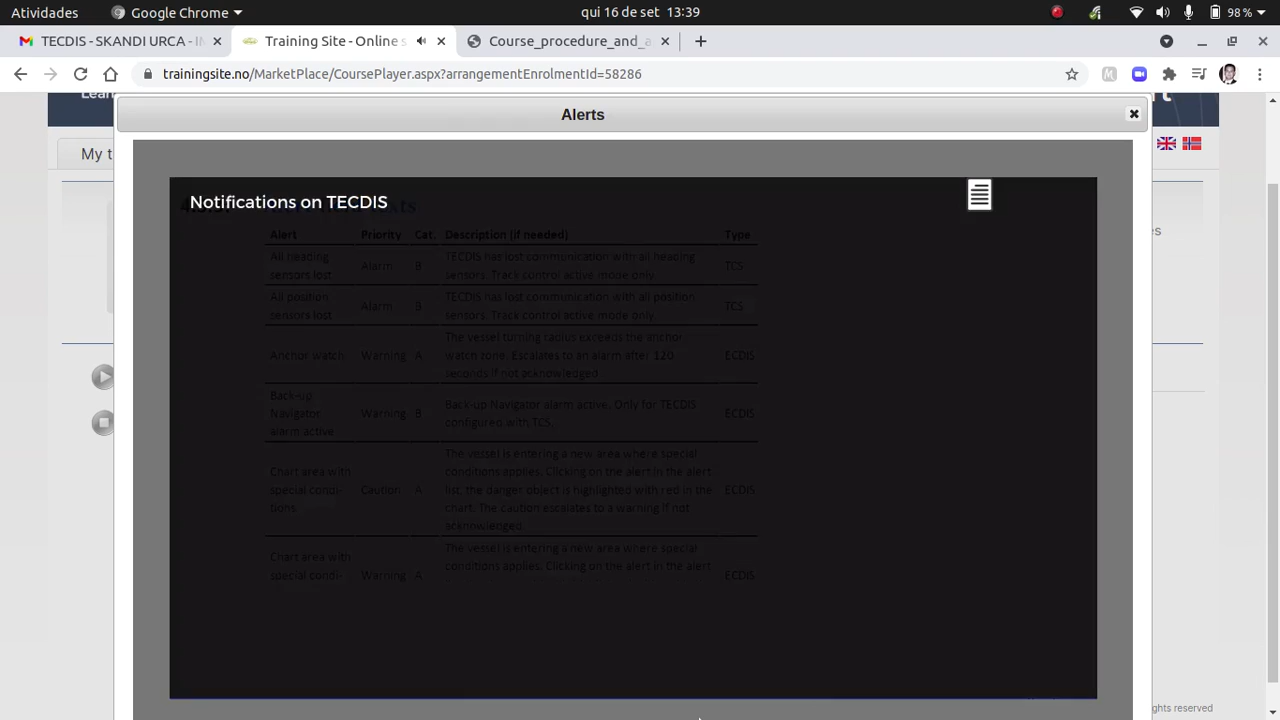 Atividades
Google Chrome
qui 16 de set 13:39
98%
TECDIS - SKANDI URCA - IN
Training Site - Online s
Course_procedure_and_a
trainingsite.no/MarketPlace/CoursePlayer.aspx?arrangementEnrolmentId=58286
Alerts
My t
Notifications on TECDIS
Alert Priority Cat. Description (if needed) Type
All heading sensors lost
Alarm
B
TECDIS has lost communication with all heading
sensors. Track control active mode only.
TCS
All position sensors lost
Alarm
B
TECDIS has lost communication with all position
sensors. Track control active mode only.
TCS
Anchor watch
Warning
A
The vessel turning radius exceeds the anchor
watch zone. Escalates to an alarm after 120
seconds if not acknowledged
ECDIS
Back-up
Navigator
alarm active
Warning
B
Back-up Navigator alarm active. Only for TECDIS
configured with TCS.
ECDIS
Chart area with
special condi-
tions
Caution
A
The vessel is entering a new area where special
conditions applies. Clicking on the alert in the alert
list, the danger object is highlighted with red in the
chart. The caution escalates to a warning if not
acknowledged
ECDIS
Chart area with
special condi-
Warning
A
The vessel is entering a new area where special
conditions applies. Clicking on the alert in the alert
ECDIS
ghts reserved